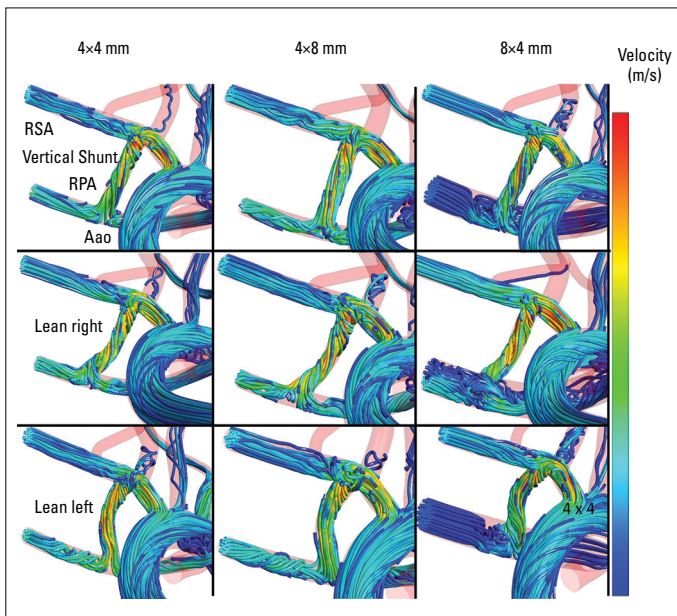 4×4 mm
4×8 mm
8×4 mm
Velocity
(m/s)
RSA
Vertical Shunt
RPA
Aao
Lean right
Lean left
4 x 4